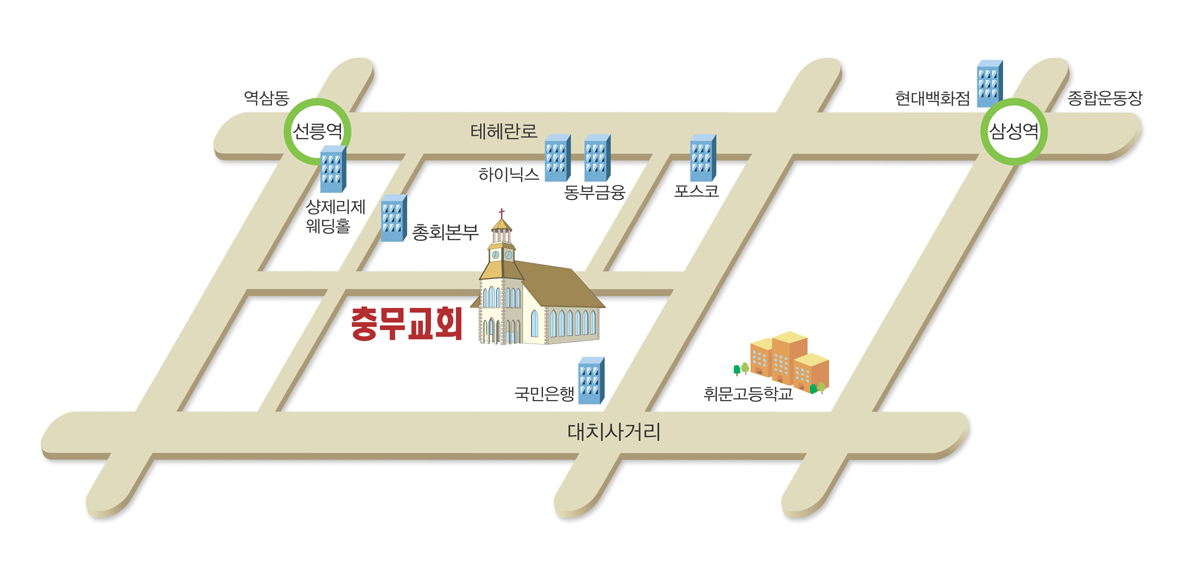 역삼동
현대백화점
종합운동장
선릉역
테헤란로
삼성역
하이닉스
동부금융
포스코
샹제리제
웨딩홀
총회본부
충무교회
국민은행
휘문고등학교
대치사거리